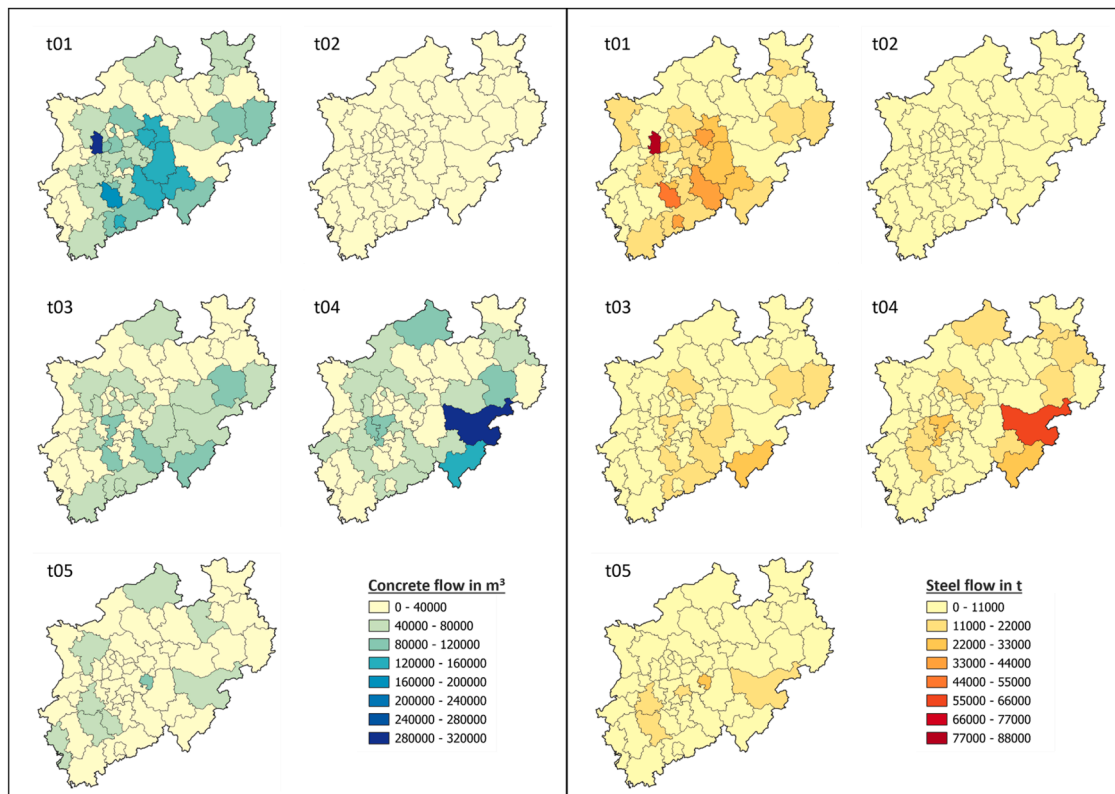 t01
t02
t03
t04
t05
Concrete flow in m³
0 - 40000
40000 - 80000
80000 - 120000
120000 - 160000
160000 - 200000
200000 - 240000
240000 - 280000
280000 - 320000
t01
t02
t03
t04
t05
Steel flow in t
0 - 11000
11000 - 22000
22000 - 33000
33000 - 44000
44000 - 55000
55000 - 66000
66000 - 77000
77000 - 88000